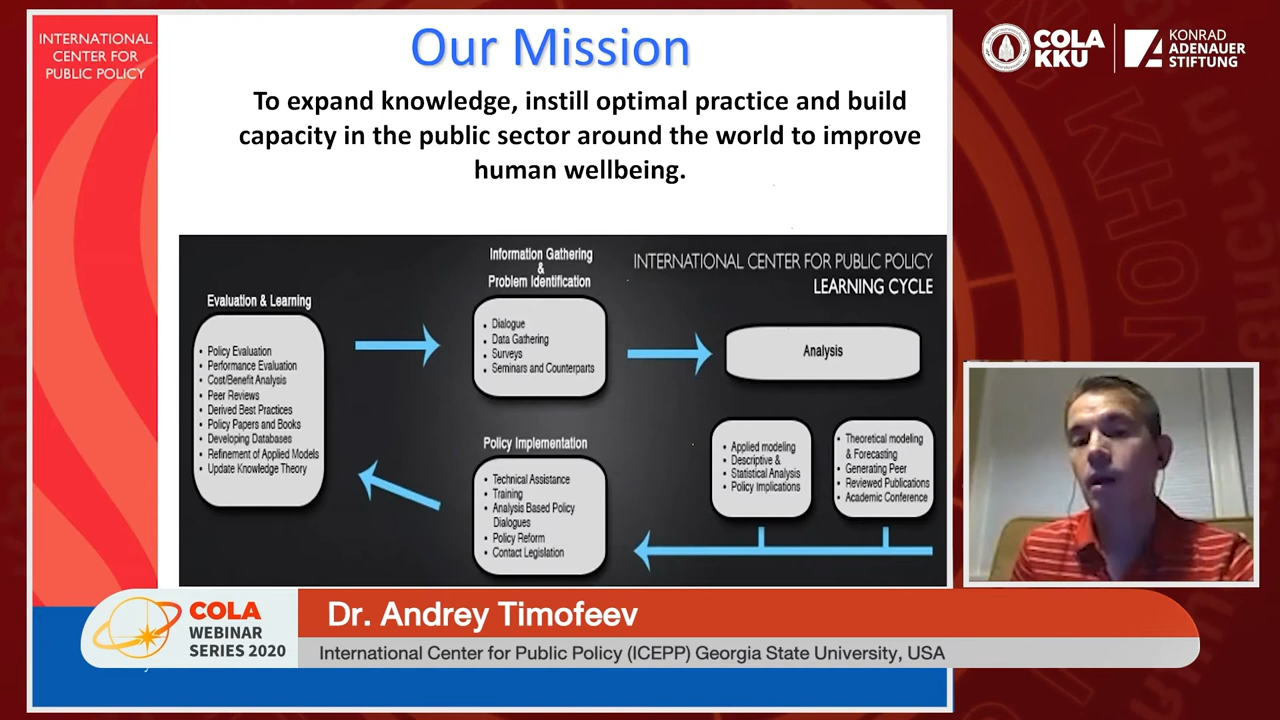 INTERNATIONAL
CENTER FOR
PUBLIC POLICY
Our Mission
To expand knowledge, instill optimal practice and build
capacity in the public sector around the world to improve
human wellbeing.
COLA
KKU
KONRAD
ADENAUER
STIFTUNG
INTERNATIONAL CENTER FOR PUBLIC POLICY
LEARNING CYCLE
Evaluation & Learning
• Policy Evaluation
• Performance Evaluation
• Cost/Benefit Analysis
• Peer Reviews
• Derived Best Practices
• Policy Papers and Books
• Developing Databases
• Refinement of Applied Models
• Update Knowledge Theory
Information Gathering
&
Problem Identification
• Dialogue
• Data Gathering
• Surveys
• Seminars and Counterparts
Analysis
• Applied modeling
• Descriptive &
• Statistical Analysis
• Policy Implications
• Theoretical modeling
& Forecasting
• Generating Peer
• Reviewed Publications
• Academic Conference
Policy Implementation
• Technical Assistance
• Training
• Analysis Based Policy
Dialogues
• Policy Reform
• Contact Legislation
COLA
WEBINAR
SERIES 2020
Dr. Andrey Timofeev
International Center for Public Policy (ICEPP) Georgia State University, USA
KHON